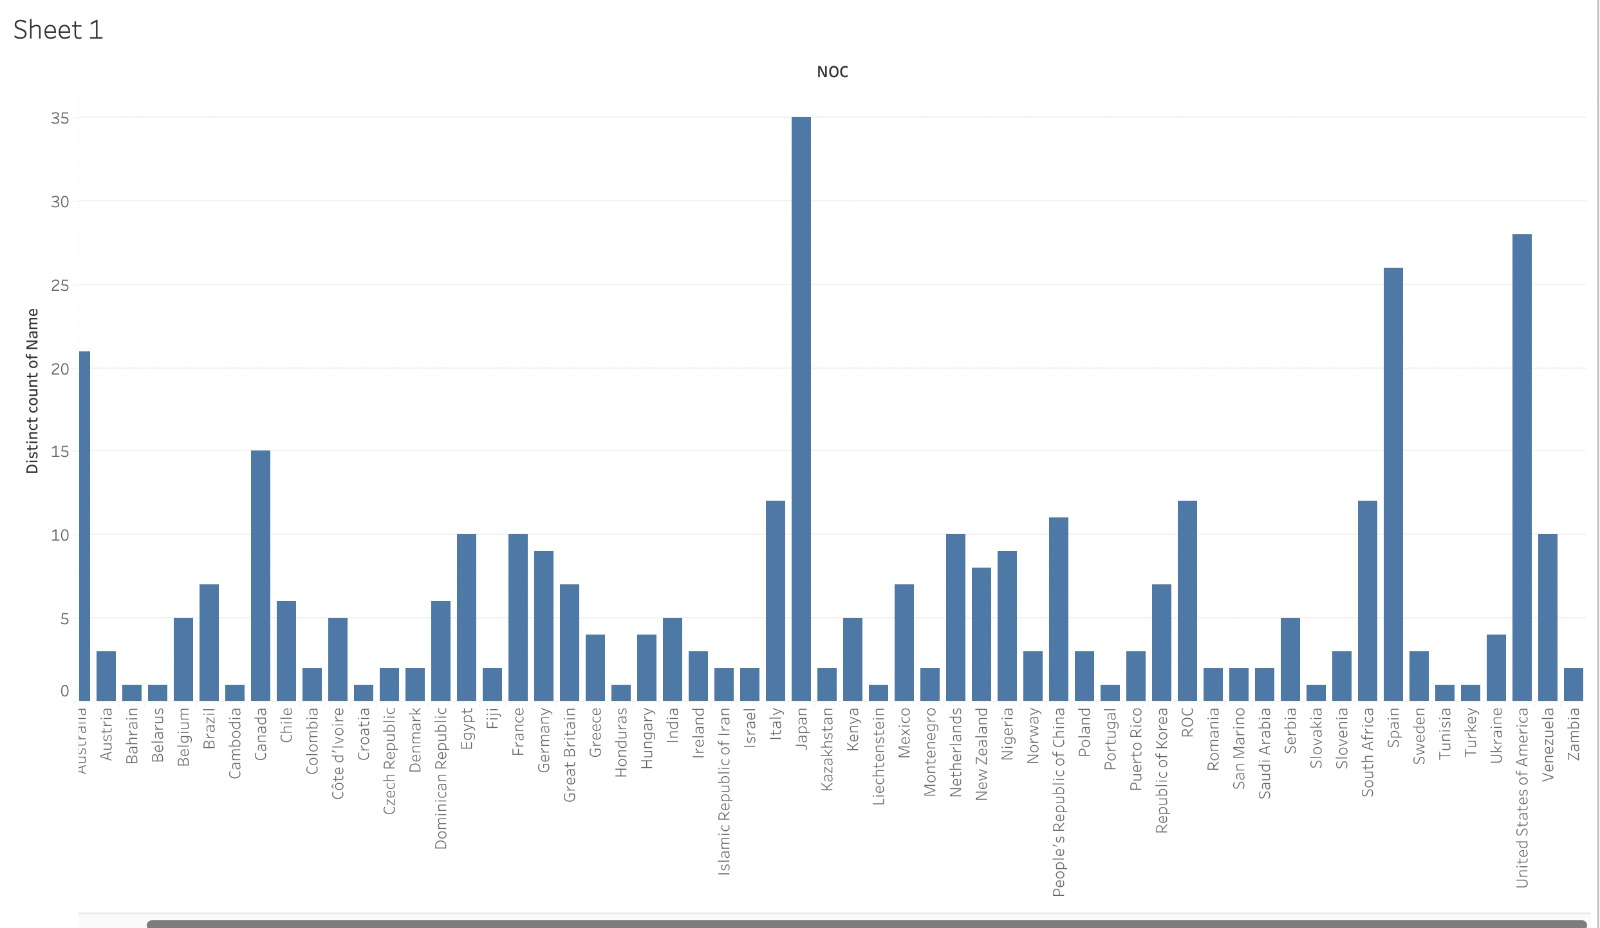 Sheet 1
NOC
Distinct count of Name
35
30
25
20
15
10
5
0
Australia
Austria
Bahrain
Belarus
Belgium
Brazil
Cambodia
Canada
Chile
Colombia
Côte d'Ivoire
Croatia
Czech Republic
Denmark
Dominican Republic
Egypt
Fiji
France
Germany
Great Britain
Greece
Honduras
Hungary
India
Ireland
Islamic Republic of Iran
Israel
Italy
Japan
Kazakhstan
Kenya
Liechtenstein
Mexico
Montenegro
Netherlands
New Zealand
Nigeria
Norway
People's Republic of China
Poland
Portugal
Puerto Rico
Republic of Korea
ROC
Romania
San Marino
Saudi Arabia
Serbia
Slovakia
Slovenia
South Africa
Spain
Sweden
Tunisia
Turkey
Ukraine
United States of America
Venezuela
Zambia